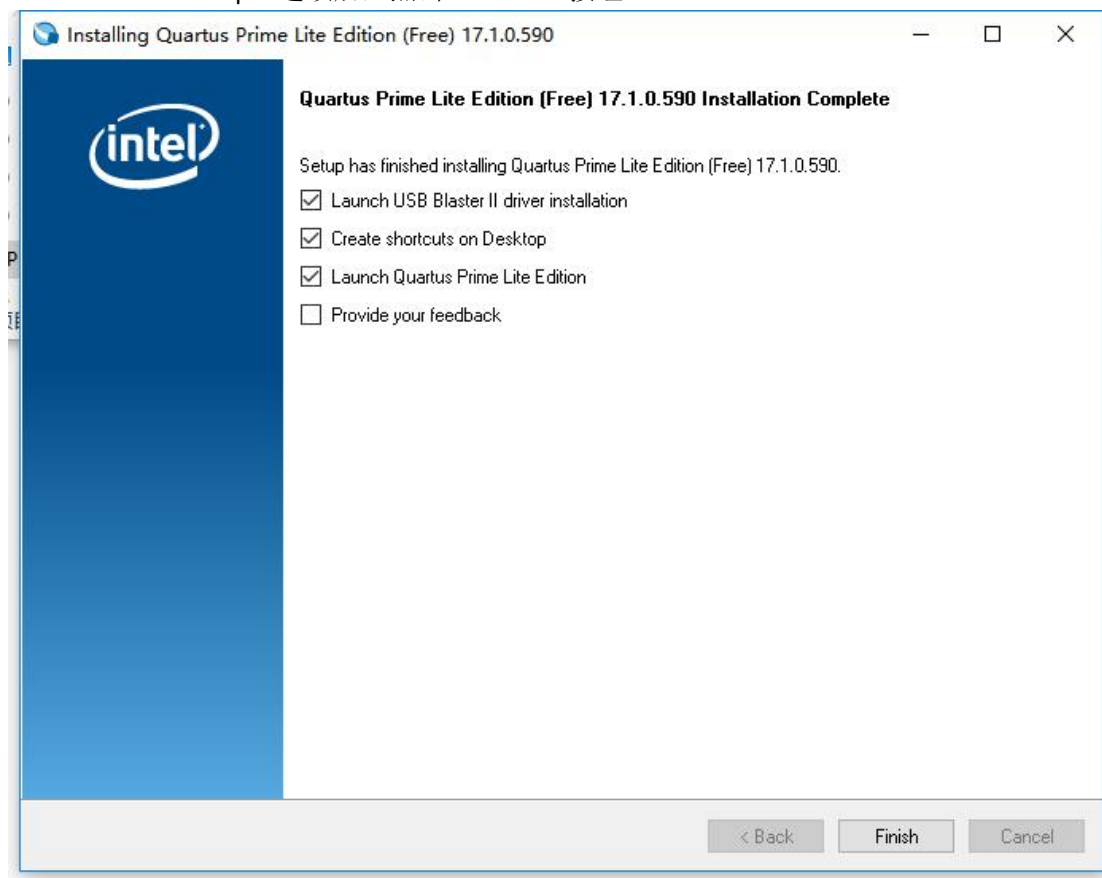 Installing Quartus Prime Lite Edition (Free) 17.1.0.590
intel
Quartus Prime Lite Edition (Free) 17.1.0.590 Installation Complete
Setup has finished installing Quartus Prime Lite Edition (Free) 17.1.0.590.
Launch USB Blaster II driver installation
Create shortcuts on Desktop
Launch Quartus Prime Lite Edition
Provide your feedback
< Back
Finish
Cancel